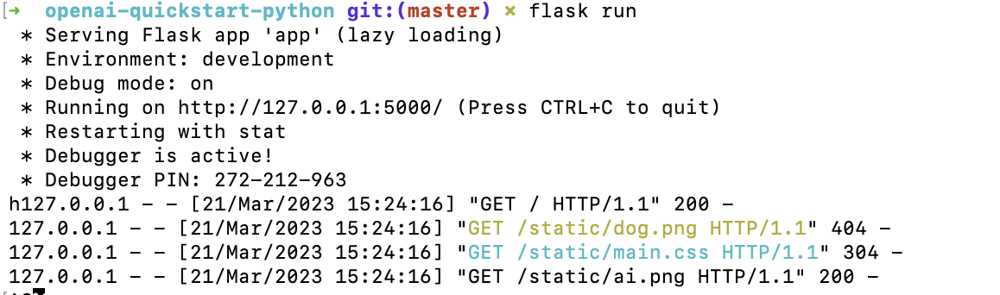 ➜  openai-quickstart-python git:(master) ✗ flask run
 * Serving Flask app 'app' (lazy loading)
 * Environment: development
 * Debug mode: on
 * Running on http://127.0.0.1:5000/ (Press CTRL+C to quit)
 * Restarting with stat
 * Debugger is active!
 * Debugger PIN: 272-212-963
h127.0.0.1 - - [21/Mar/2023 15:24:16] "GET / HTTP/1.1" 200 -
127.0.0.1 - - [21/Mar/2023 15:24:16] "GET /static/dog.png HTTP/1.1" 404 -
127.0.0.1 - - [21/Mar/2023 15:24:16] "GET /static/main.css HTTP/1.1" 304 -
127.0.0.1 - - [21/Mar/2023 15:24:16] "GET /static/ai.png HTTP/1.1" 200 -